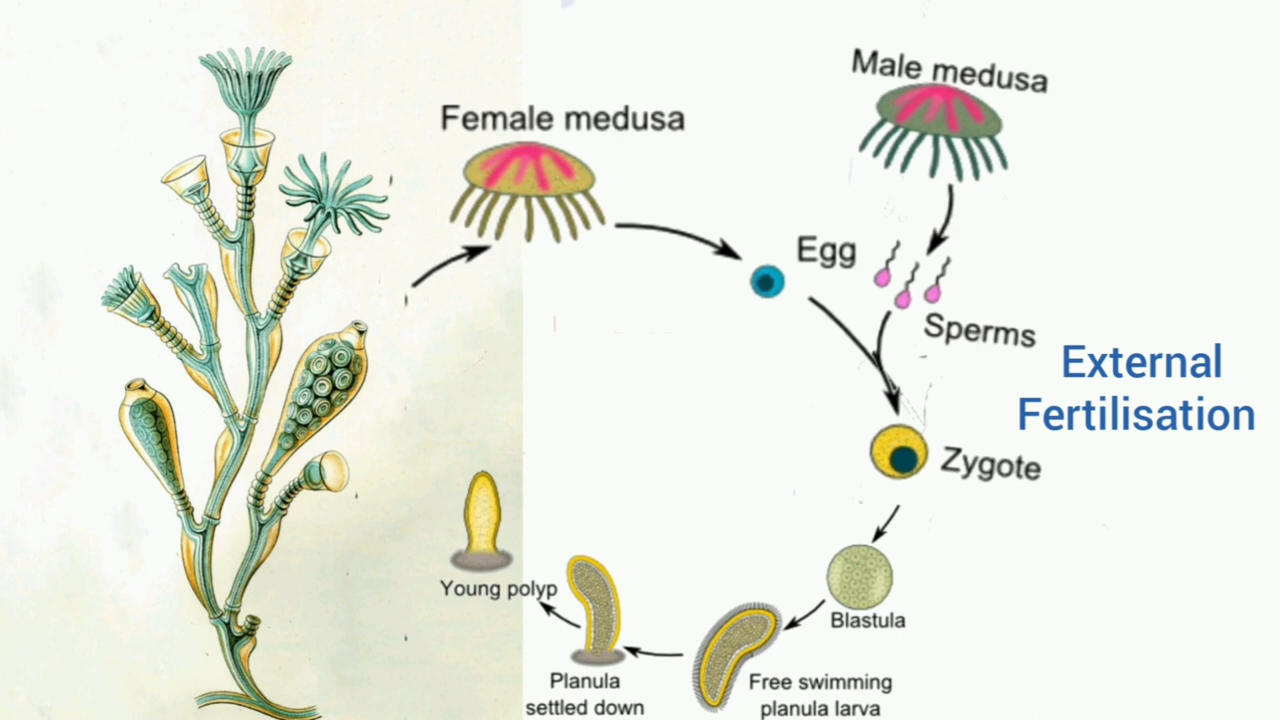 Male medusa
Female medusa
Egg
Sperms
External
Fertilisation
Zygote
Young polyp
Blastula
Planula
settled down
Free swimming
planula larva